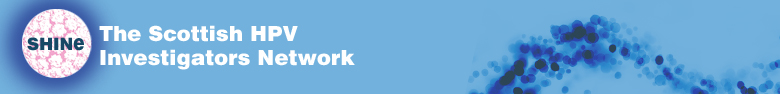 SHINe
The Scottish HPV
Investigators Network